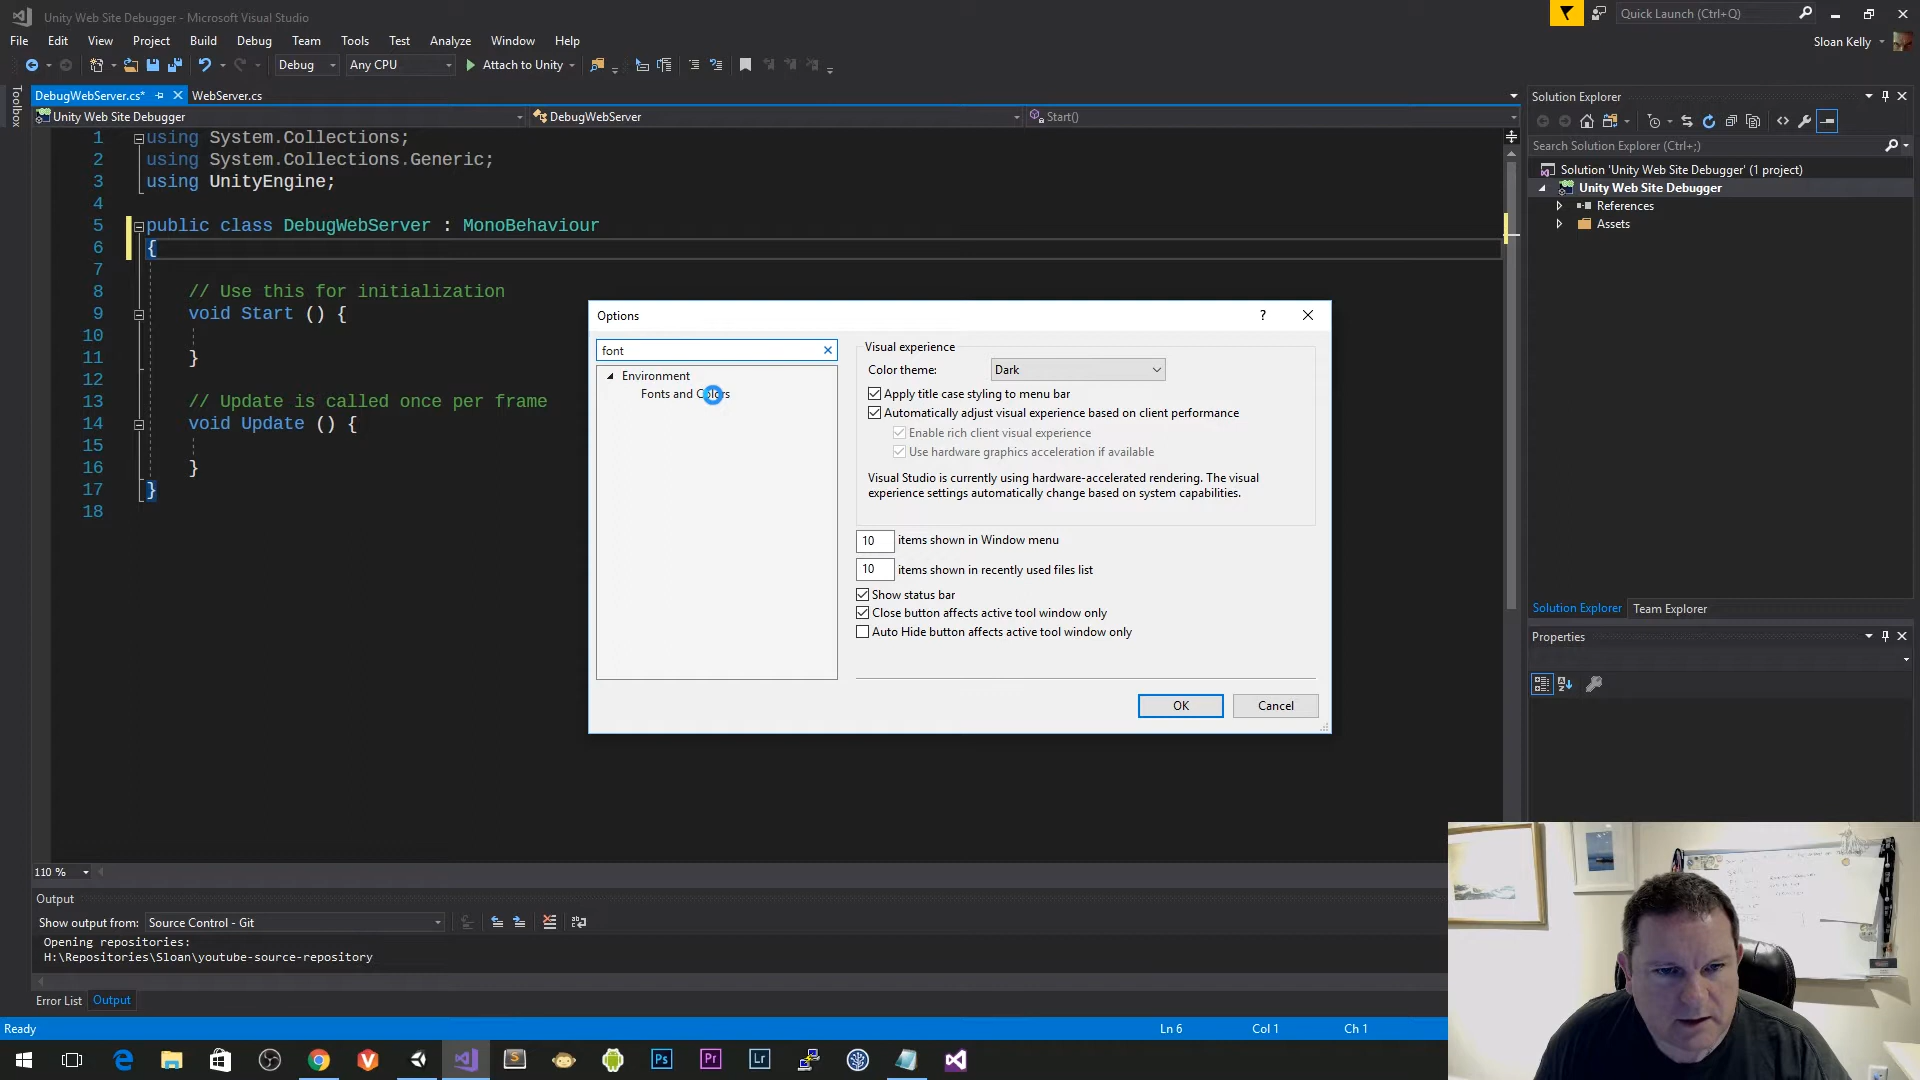 Unity Web Site Debugger - Microsoft Visual Studio
Quick Launch (Ctrl+Q)
File Edit View Project Build Debug Team Tools Test Analyze Window Help
Sloan Kelly
Debug Any CPU Attach to Unity
Toolbox
DebugWebServer.cs* WebServer.cs
Unity Web Site Debugger DebugWebServer Start()
1 using System.Collections;
2 using System.Collections.Generic;
3 using UnityEngine;
4
5 public class DebugWebServer : MonoBehaviour
6 {
7
8 // Use this for initialization
9 void Start () {
10
11 }
12
13 // Update is called once per frame
14 void Update () {
15
16 }
17 }
18
Options
font
Environment
Fonts and Colors
Visual experience
Color theme: Dark
Apply title case styling to menu bar
Automatically adjust visual experience based on client performance
Enable rich client visual experience
Use hardware graphics acceleration if available
Visual Studio is currently using hardware-accelerated rendering. The visual
experience settings automatically change based on system capabilities.
10 items shown in Window menu
10 items shown in recently used files list
Show status bar
Close button affects active tool window only
Auto Hide button affects active tool window only
OK Cancel
Solution Explorer
Search Solution Explorer (Ctrl+;)
Solution 'Unity Web Site Debugger' (1 project)
Unity Web Site Debugger
References
Assets
Solution Explorer Team Explorer
Properties
110 %
Output
Show output from: Source Control - Git
Opening repositories:
H:\Repositories\Sloan\youtube-source-repository
Error List Output
Ready Ln 6 Col 1 Ch 1
Ps Pr Lr